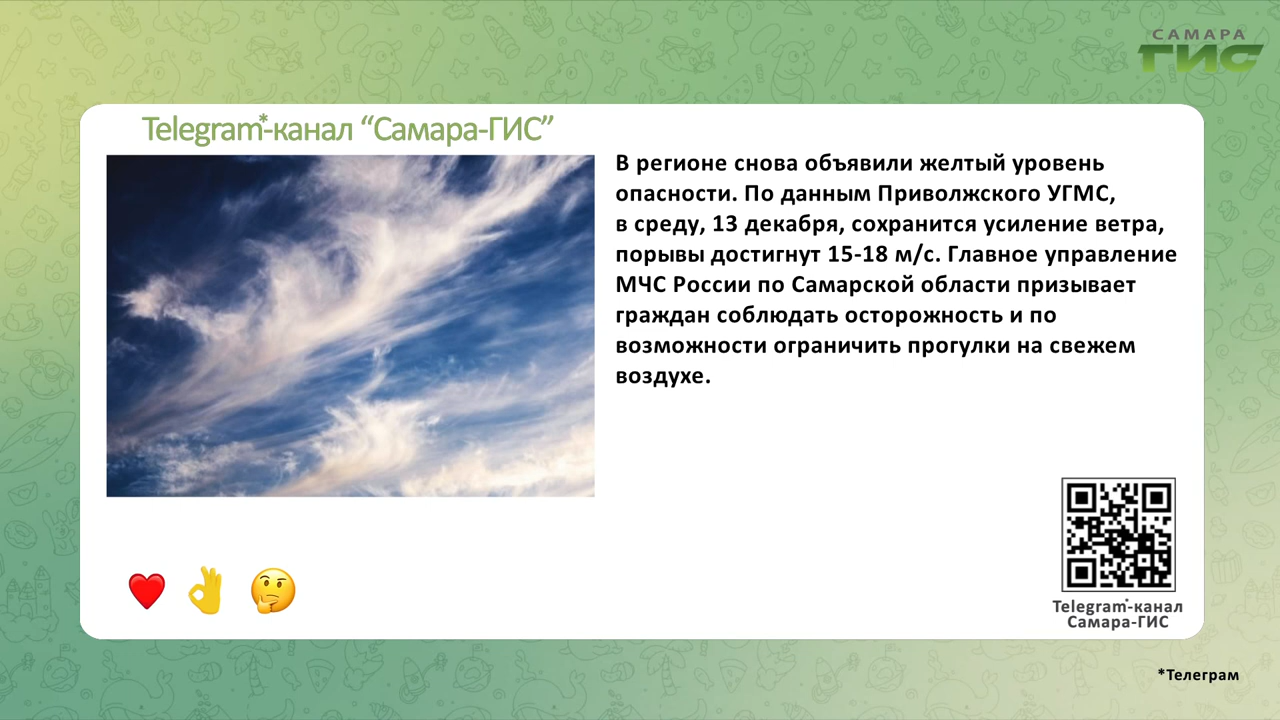 САМАРА
ГИС
Telegram*-канал “Самара-ГИС”
В регионе снова объявили желтый уровень
опасности. По данным Приволжского УГМС,
в среду, 13 декабря, сохранится усиление ветра,
порывы достигнут 15-18 м/с. Главное управление
МЧС России по Самарской области призывает
граждан соблюдать осторожность и по
возможности ограничить прогулки на свежем
воздухе.
Telegram*-канал
Самара-ГИС
*Телеграм